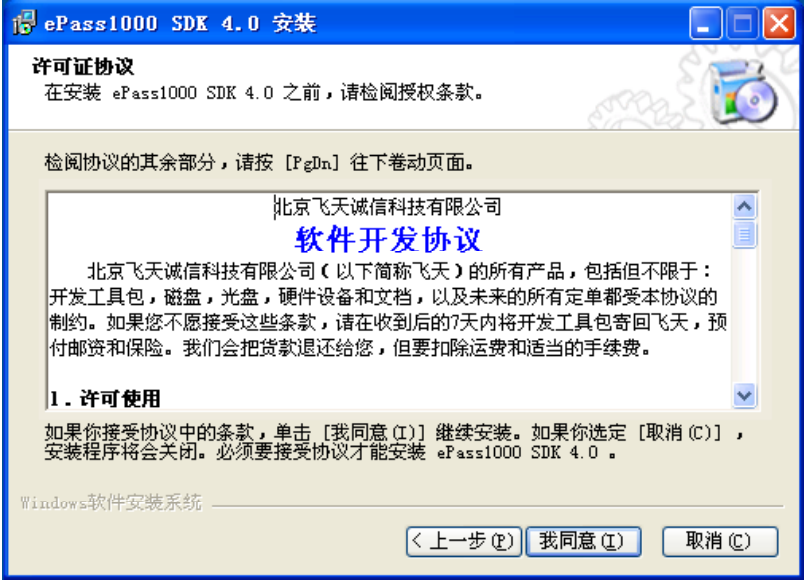 ePass1000 SDK 4.0 安装
许可证协议
在安装 ePass1000 SDK 4.0 之前，请检阅授权条款。
检阅协议的其余部分，请按 [PgDn] 往下卷动页面。
北京飞天诚信科技有限公司
软件开发协议
北京飞天诚信科技有限公司（以下简称飞天）的所有产品，包括但不限于：
开发工具包，磁盘，光盘，硬件设备和文档，以及未来的所有定单都受本协议的
制约。如果您不愿接受这些条款，请在收到后的7天内将开发工具包寄回飞天，预
付邮资和保险。我们会把货款退还给您，但要扣除运费和适当的手续费。
1．许可使用
如果你接受协议中的条款，单击 [我同意(I)] 继续安装。如果你选定 [取消(C)] ，
安装程序将会关闭。必须要接受协议才能安装 ePass1000 SDK 4.0 。
Windows软件安装系统
< 上一步(P) 我同意(I) 取消(C)